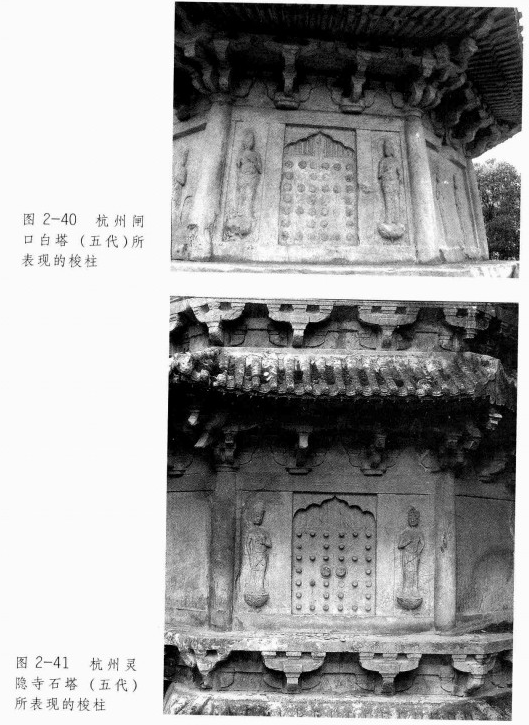 图 2-40 杭州闸
口白塔 (五代)所
表现的梭柱
图 2-41 杭州灵
隐寺石塔 (五代)
所表现的梭柱